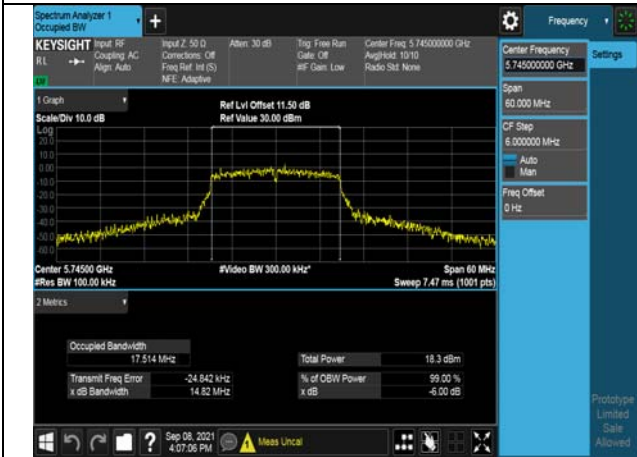 Spectrum Analyzer 1
Occupied BW
Frequency
KEYSIGHT
RL
Input: RF
Coupling: AC
Align: Auto
Input Z: 50 Ω
Corrections: Off
Freq Ref: Int (S)
NFE: Adaptive
Atten: 30 dB
Trig: Free Run
Gate: Off
#IF Gain: Low
Center Freq: 5.745000000 GHz
Avg|Hold: 10/10
Radio Std: None
Center Frequency
5.745000000 GHz
Settings
Span
60.000 MHz
CF Step
6.000000 MHz
Auto
Man
Freq Offset
0 Hz
1 Graph
Scale/Div 10.0 dB
Ref Lvl Offset 11.50 dB
Ref Value 30.00 dBm
Log
20.0
10.0
0.00
-10.0
-20.0
-30.0
-40.0
-50.0
-60.0
Center 5.74500 GHz
#Res BW 100.00 kHz
#Video BW 300.00 kHz*
Span 60 MHz
Sweep 7.47 ms (1001 pts)
2 Metrics
Occupied Bandwidth
17.514 MHz
Total Power
18.3 dBm
Transmit Freq Error
-24.842 kHz
% of OBW Power
99.00 %
x dB Bandwidth
14.82 MHz
x dB
-6.00 dB
Prototype
Limited
Sale
Allowed
?
Sep 08, 2021
4:07:06 PM
Meas Uncal